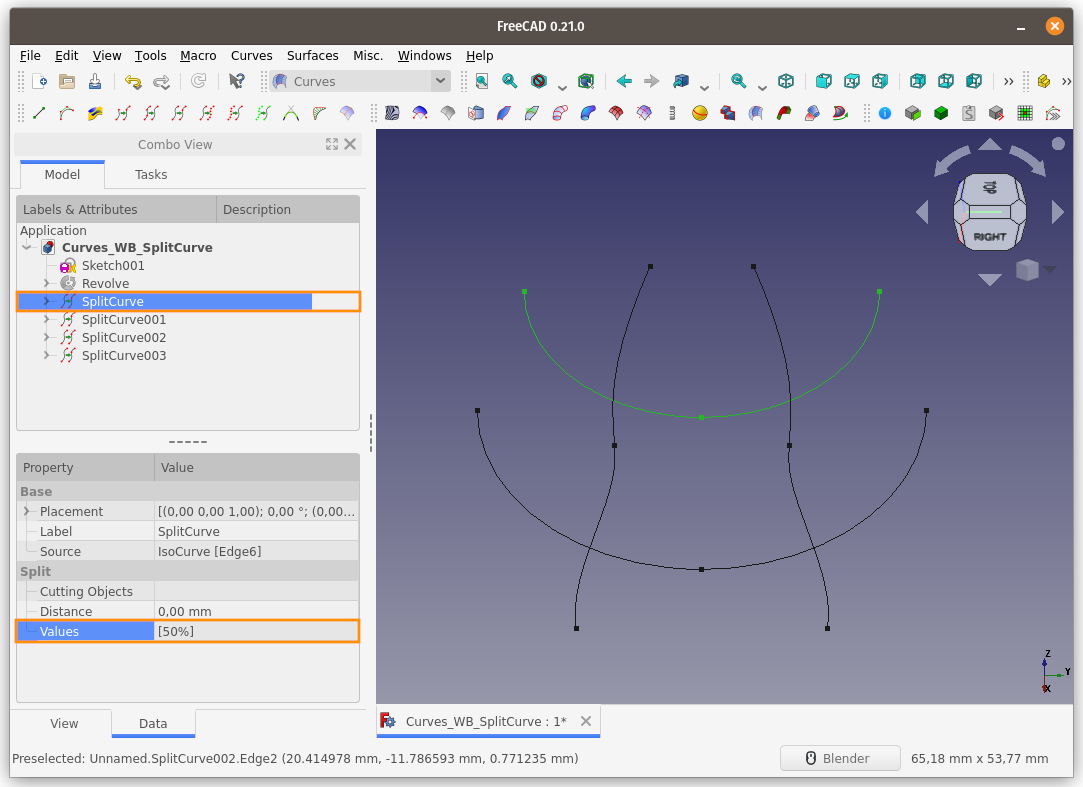 FreeCAD 0.21.0
File Edit View Tools Macro Curves Surfaces Misc. Windows Help
Curves
Combo View
Model Tasks
Labels & Attributes Description
Application
Curves_WB_SplitCurve
Sketch001
Revolve
SplitCurve
SplitCurve001
SplitCurve002
SplitCurve003
Property Value
Base
Placement [(0,00 0,00 1,00); 0,00 °; (0,00...
Label SplitCurve
Source IsoCurve [Edge6]
Split
Cutting Objects
Distance 0,00 mm
Values [50%]
View Data
TOP
RIGHT
Z
Y
X
Curves_WB_SplitCurve : 1*
Preselected: Unnamed.SplitCurve002.Edge2 (20.414978 mm, -11.786593 mm, 0.771235 mm)
Blender
65,18 mm x 53,77 mm